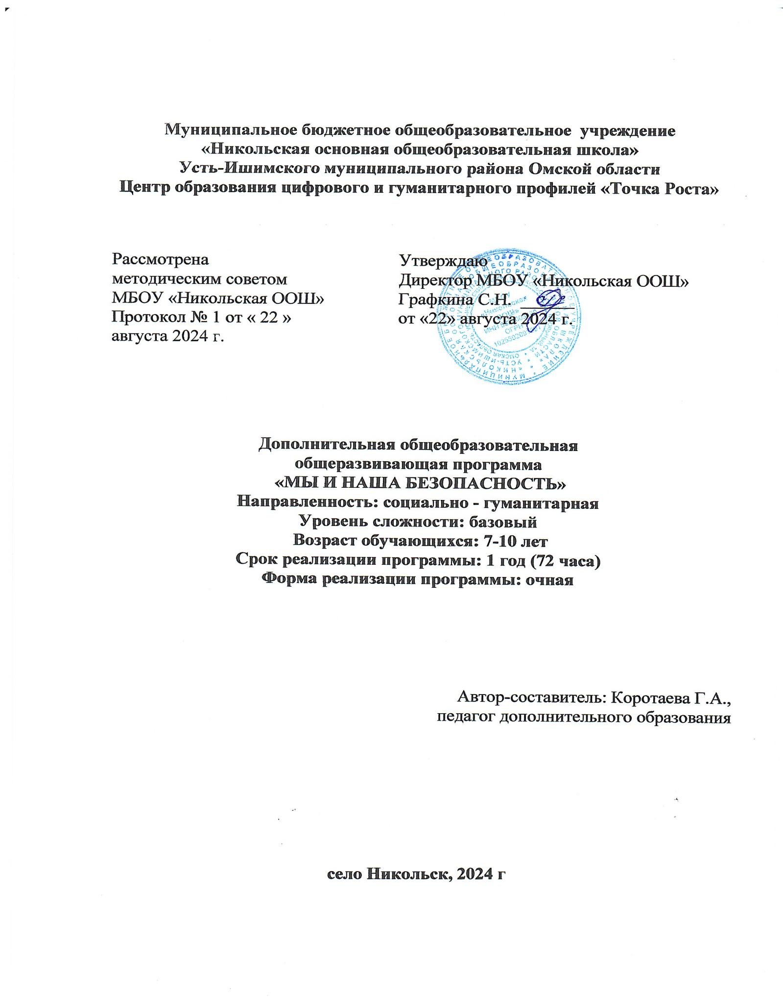 Муниципальное бюджетное общеобразовательное учреждение
«Никольская основная общеобразовательная школа»
Усть-Ишимского муниципального района Омской области
Центр образования цифрового и гуманитарного профилей «Точка Роста»
Рассмотрена
методическим советом
МБОУ «Никольская ООШ»
Протокол № 1 от « 22 »
августа 2024 г.
Утверждаю
Директор МБОУ «Никольская ООШ»
Графкина С.Н. ______
от «22» августа 2024 г.
Дополнительная общеобразовательная
общеразвивающая программа
«МЫ И НАША БЕЗОПАСНОСТЬ»
Направленность: социально - гуманитарная
Уровень сложности: базовый
Возраст обучающихся: 7-10 лет
Срок реализации программы: 1 год (72 часа)
Форма реализации программы: очная
Автор-составитель: Коротаева Г.А.,
педагог дополнительного образования
село Никольск, 2024 г